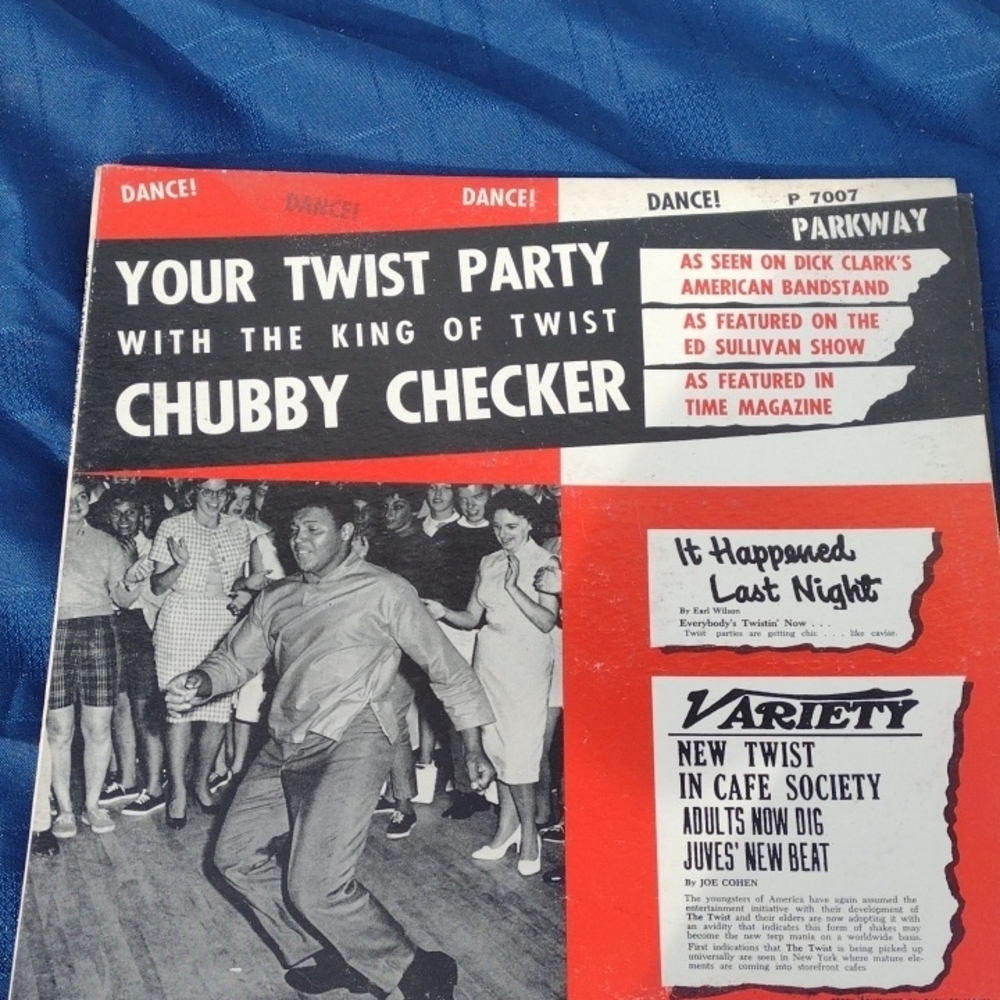 DANCE! DANCE! DANCE! DANCE! P 7007
PARKWAY
YOUR TWIST PARTY
WITH THE KING OF TWIST
CHUBBY CHECKER
AS SEEN ON DICK CLARK'S
AMERICAN BANDSTAND
AS FEATURED ON THE
ED SULLIVAN SHOW
AS FEATURED IN
TIME MAGAZINE
It Happened
Last Night
By Earl Wilson
Everybody's Twistin' Now . . .
Twist parties are getting chic . . . . like caviar.
VARIETY
NEW TWIST
IN CAFE SOCIETY
ADULTS NOW DIG
JUVES' NEW BEAT
By JOE COHEN
The youngsters of America have again assumed the
entertainment initiative with their development of
The Twist and their elders are now adopting it with
an avidity that indicates this form of shakes may
become the new terp mania on a worldwide basis.
First indications that The Twist is being picked up
universally are seen in New York where mature ele-
ments are coming into storefront cafes